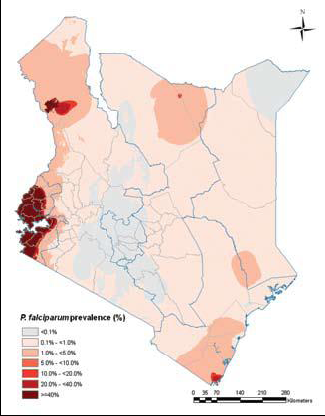 N
P. falciparum prevalence (%)
<0.1%
0.1% - <1.0%
1.0% - <5.0%
5.0% - <10.0%
10.0% - <20.0%
20.0% - <40.0%
>=40%
0 35 70 140 210 280
Kilometers